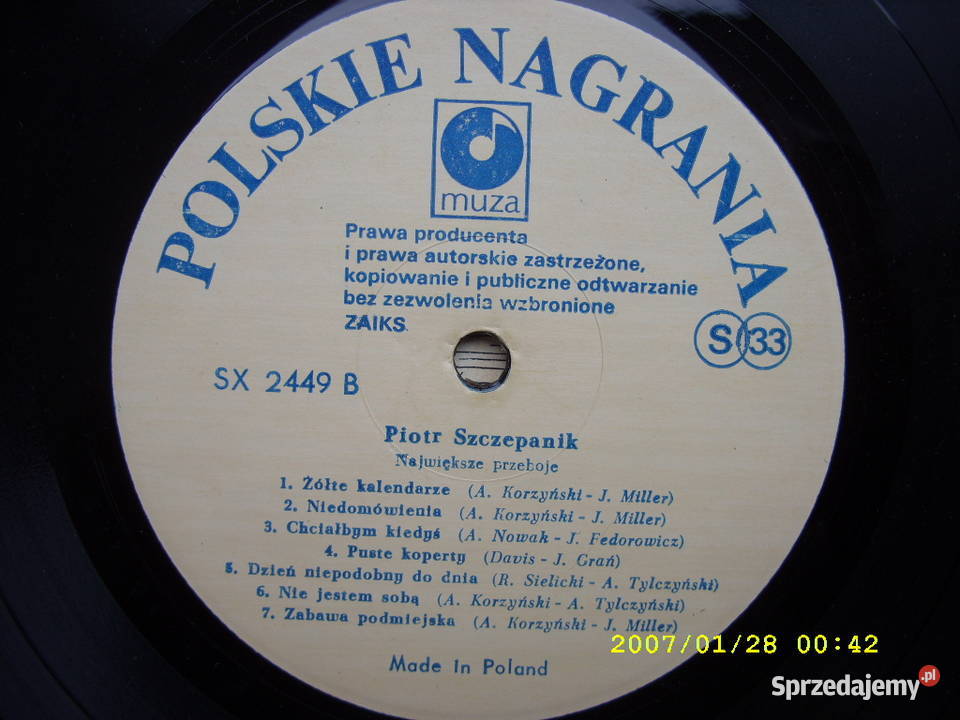 POLSKIE NAGRANIA
muza
Prawa producenta
i prawa autorskie zastrzeżone,
kopiowanie i publiczne odtwarzanie
bez zezwolenia wzbronione
ZAIKS.
S 33
SX 2449 B
Piotr Szczepanik
Największe przeboje
1. Żółte kalendarze (A. Korzyński - J. Miller)
2. Niedomówienia (A. Korzyński - J. Miller)
3. Chciałbym kiedyś (A. Nowak - J. Fedorowicz)
4. Puste koperty (Davis - J. Grań)
5. Dzień niepodobny do dnia (R. Sielicki - A. Tylczyński)
6. Nie jestem sobą (A. Korzyński - A. Tylczyński)
7. Zabawa podmiejska (A. Korzyński - J. Miller)
2007/01/28 00:42
Made in Poland
Sprzedajemy.pl